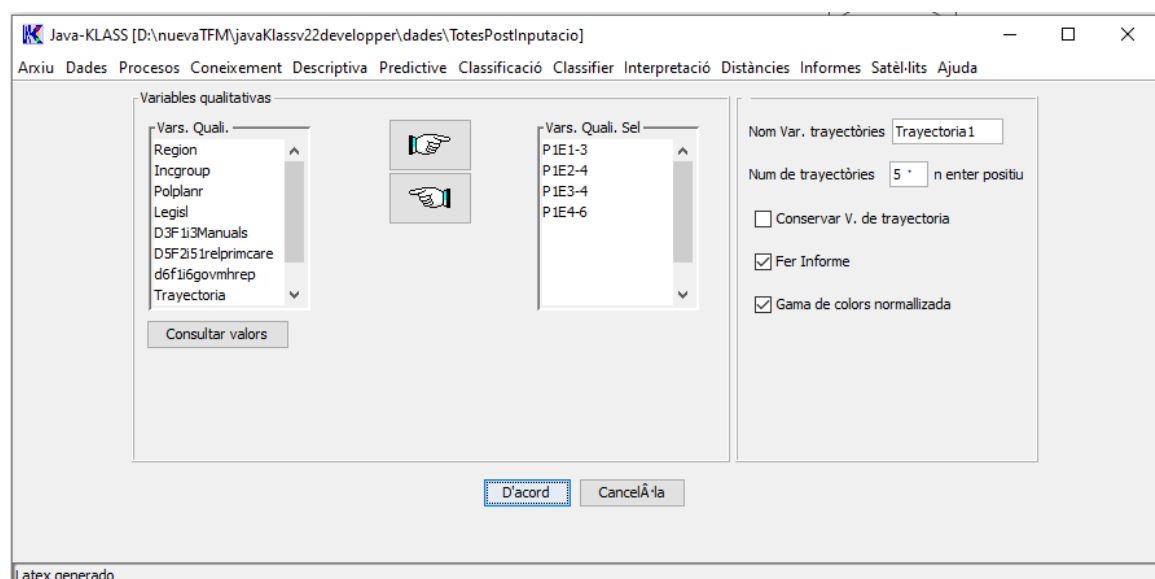 Java-KLASS [D:\nuevaTFM\javaKlassv22developper\dades\TotesPostInputacio]
Arxiu Dades Procesos Coneixement Descriptiva Predictive Classificació Classifier Interpretació Distàncies Informes Satèl·lits Ajuda
Variables qualitativas
Vars. Quali.
Region
Incgroup
Polplanr
Legisl
D3F1i3Manuals
D5F2i51relprimcare
d6f1i6govmhrep
Trayectoria
Consultar valors
Vars. Quali. Sel
P1E1-3
P1E2-4
P1E3-4
P1E4-6
Nom Var. trayectòries Trayectoria1
Num de trayectòries 5 n enter positiu
Conservar V. de trayectoria
Fer Informe
Gama de colors normallizada
D'acord CancelÂ·la
Latex generado